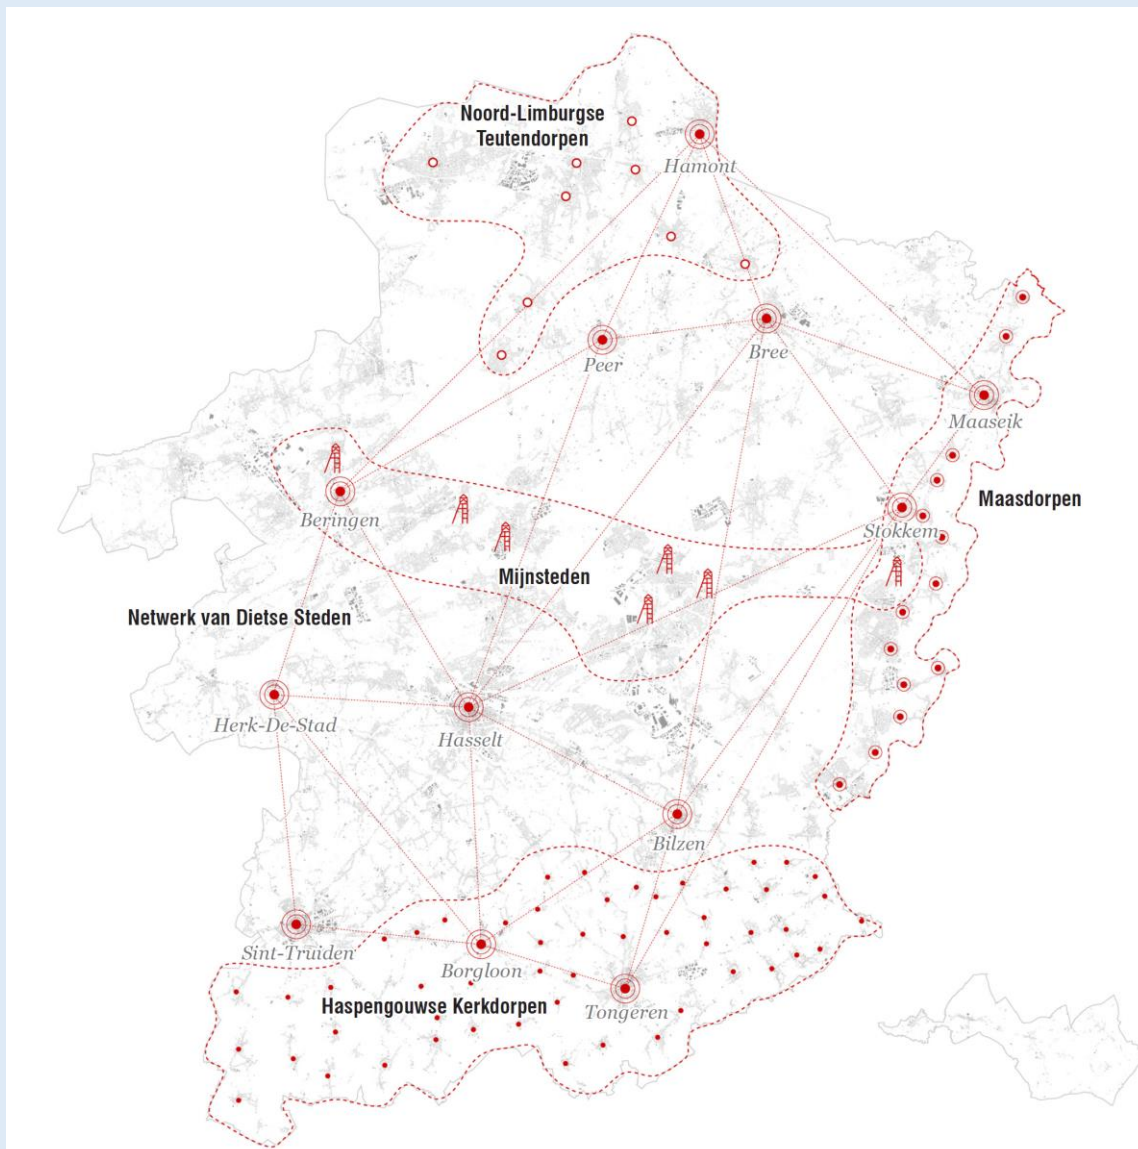 Noord-Limburgse
Teutendorpen
Hamont
Bree
Peer
Maaseik
Maasdorpen
Beringen
Stokkem
Mijnsteden
Netwerk van Dietse Steden
Herk-De-Stad
Hasselt
Bilzen
Sint-Truiden
Borgloon
Haspengouwse Kerkdorpen
Tongeren